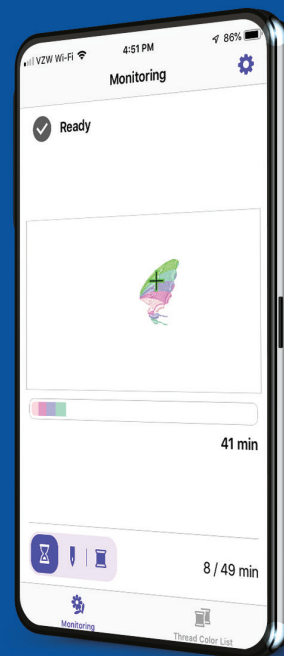 VZW Wi-Fi 4:51 PM 86%
Monitoring
Ready
41 min
8 / 49 min
Monitoring Thread Color List